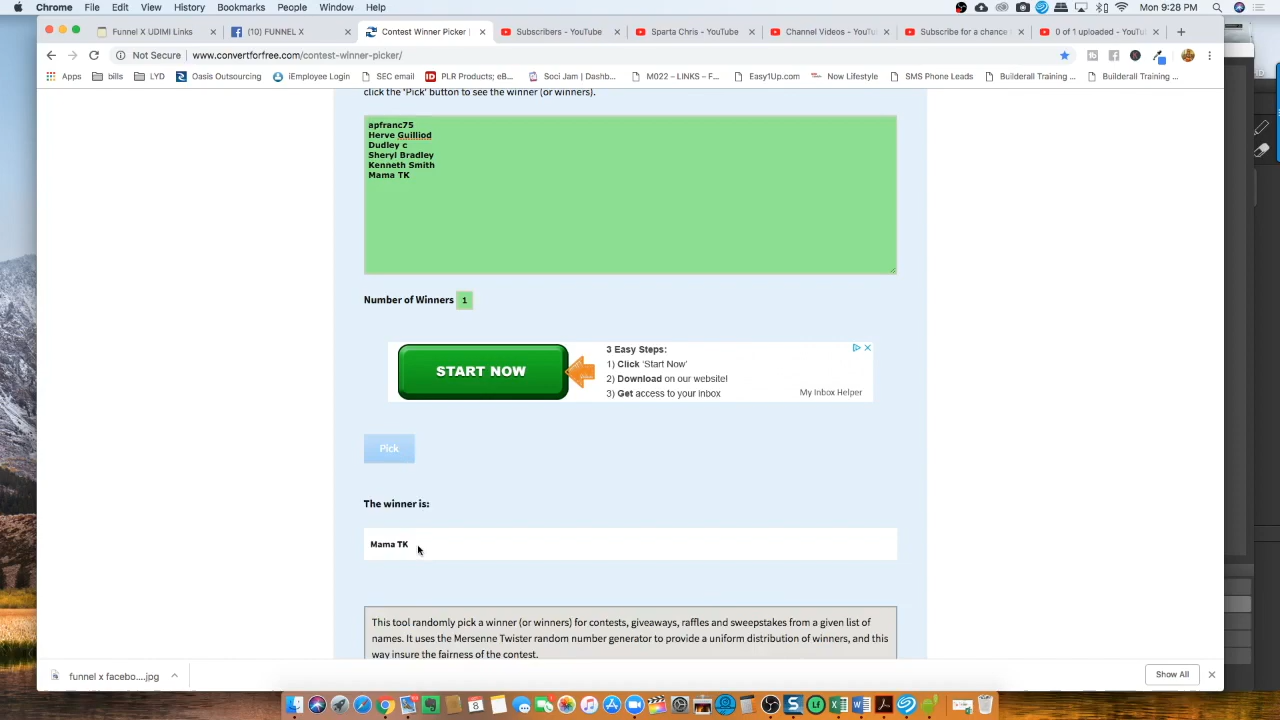 Chrome File Edit View History Bookmarks People Window Help
Mon 9:28 PM
Funnel X UDIMI Links
(10) FUNNEL X
Contest Winner Picker |
Subscribers - YouTube
Sparta Chris - YouTube
Channel Videos - YouTu
Subscribe for a chance
0 of 1 uploaded - YouTu
Not Secure | www.convertforfree.com/contest-winner-picker/
Apps
bills
LYD
Oasis Outsourcing
iEmployee Login
SEC email
PLR Products; eB...
Soci Jam | Dashb...
M022 – LINKS – F...
Easy1Up.com
Now Lifestyle
SMS Phone Leads
Builderall Training ...
Builderall Training ...
click the 'Pick' button to see the winner (or winners).
apfranc75
Herve Guilliod
Dudley c
Sheryl Bradley
Kenneth Smith
Mama TK
Number of Winners 1
START NOW
3 Easy Steps:
1) Click 'Start Now'
2) Download on our website!
3) Get access to your inbox
My Inbox Helper
Pick
The winner is:
Mama TK
This tool randomly pick a winner (or winners) for contests, giveaways, raffles and sweepstakes from a given list of
names. It uses the Mersenne Twister random number generator to provide a uniform distribution of winners, and this
way insure the fairness of the contest.
funnel x facebo....jpg
Show All